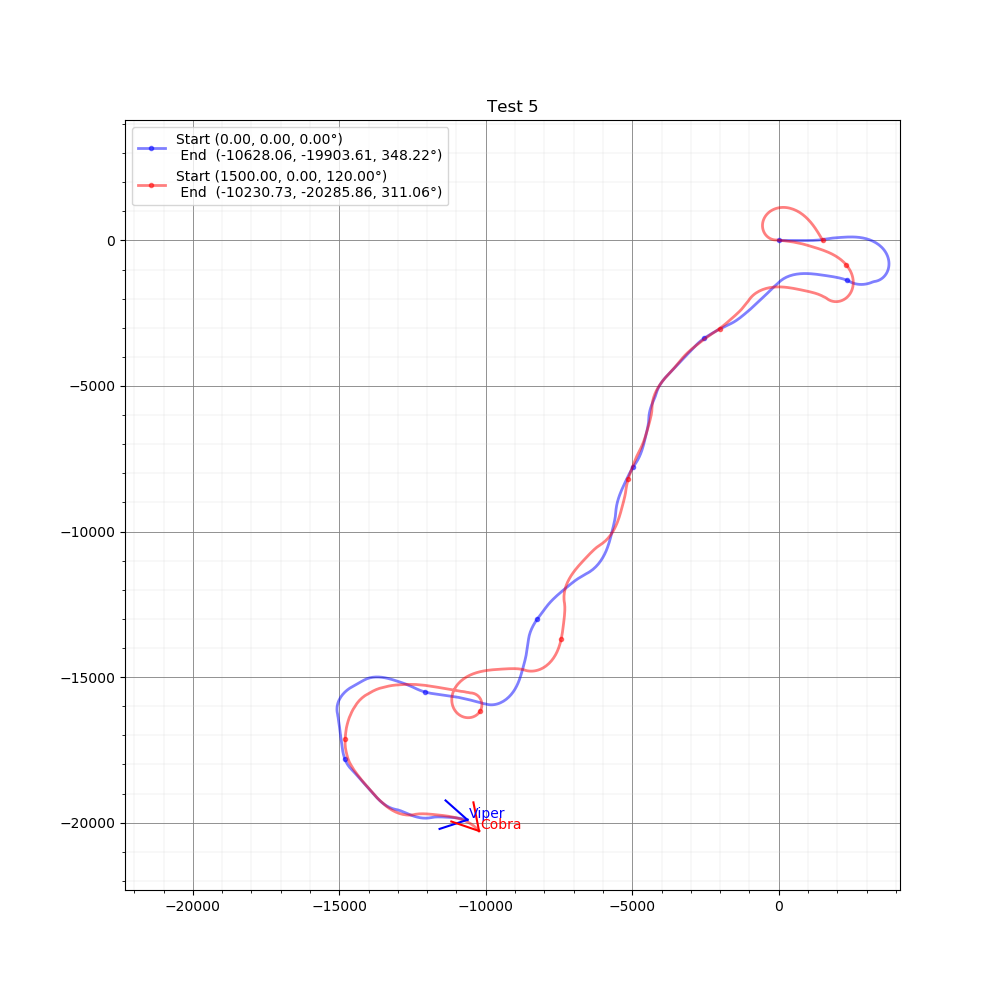 Test 5
Start (0.00, 0.00, 0.00°)
End (-10628.06, -19903.61, 348.22°)
Start (1500.00, 0.00, 120.00°)
End (-10230.73, -20285.86, 311.06°)
0
−5000
−10000
−15000
−20000
Viper
Cobra
−20000 −15000 −10000 −5000 0